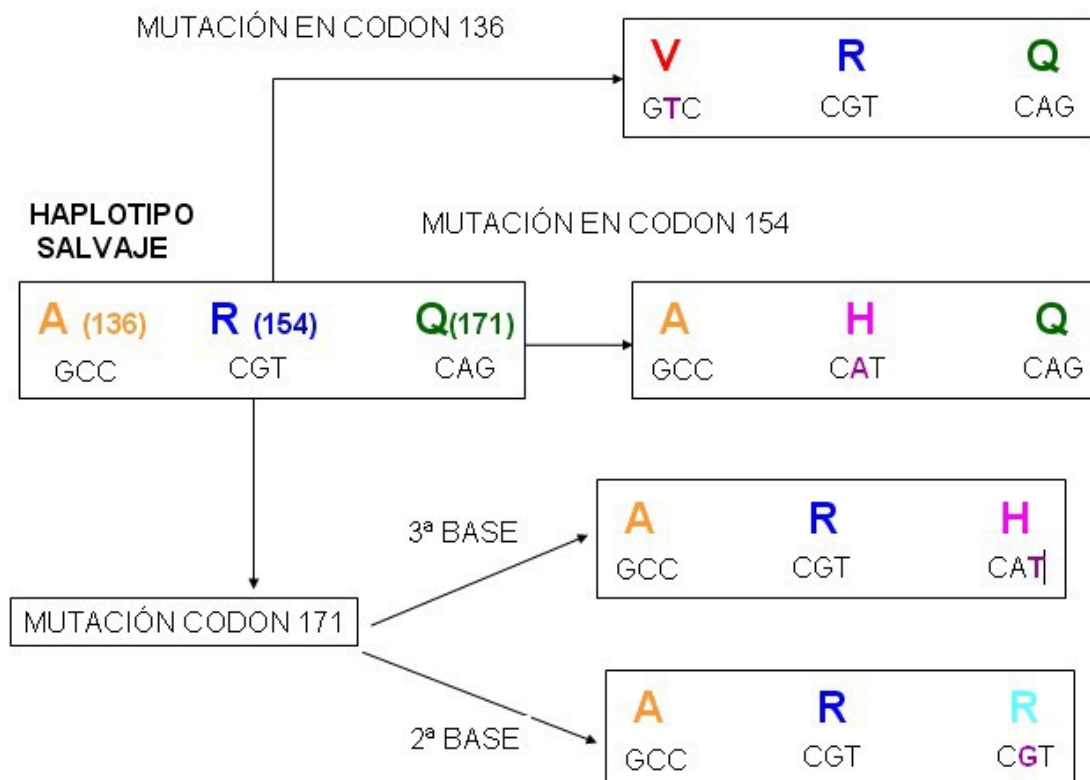 MUTACIÓN EN CODON 136
V R Q
GTC CGT CAG
HAPLOTIPO
SALVAJE
MUTACIÓN EN CODON 154
A (136) R (154) Q(171)
GCC CGT CAG
A H Q
GCC CAT CAG
3ª BASE
A R H
GCC CGT CAT
MUTACIÓN CODON 171
2ª BASE
A R R
GCC CGT CGT